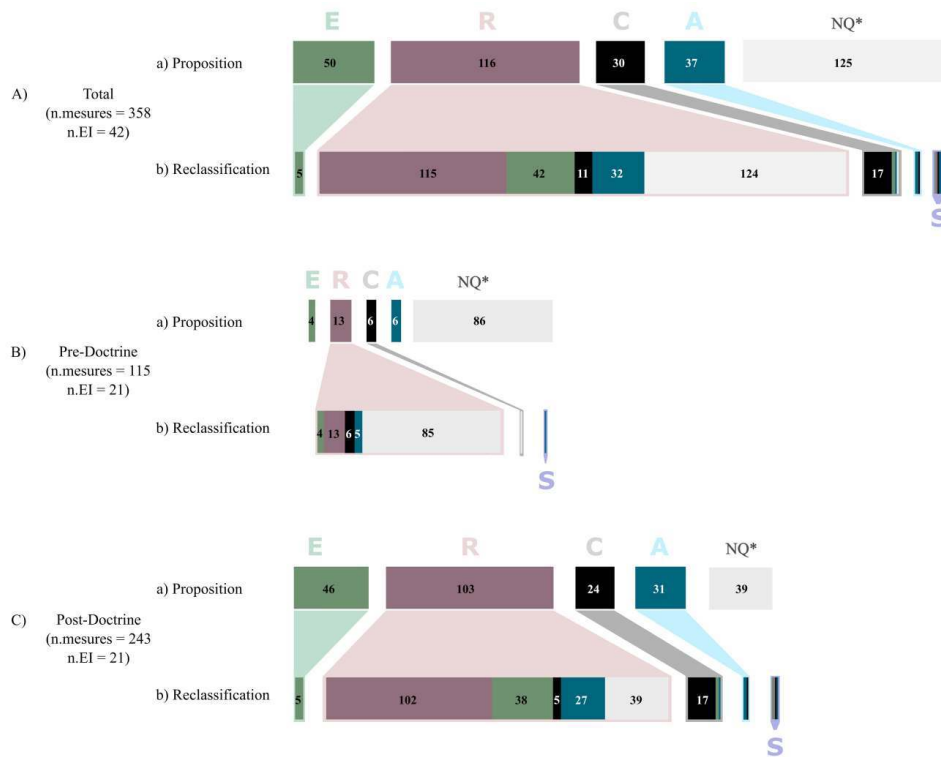 E R C A NQ*
a) Proposition 50 116 30 37 125
A) Total
(n.mesures = 358
n.EI = 42)
b) Reclassification 5 115 42 11 32 124 17
S
E R C A NQ*
a) Proposition 4 13 6 6 86
B) Pre-Doctrine
(n.mesures = 115
n.EI = 21)
b) Reclassification 4 13 6 5 85
S
E R C A NQ*
a) Proposition 46 103 24 31 39
C) Post-Doctrine
(n.mesures = 243
n.EI = 21)
b) Reclassification 5 102 38 5 27 39 17
S